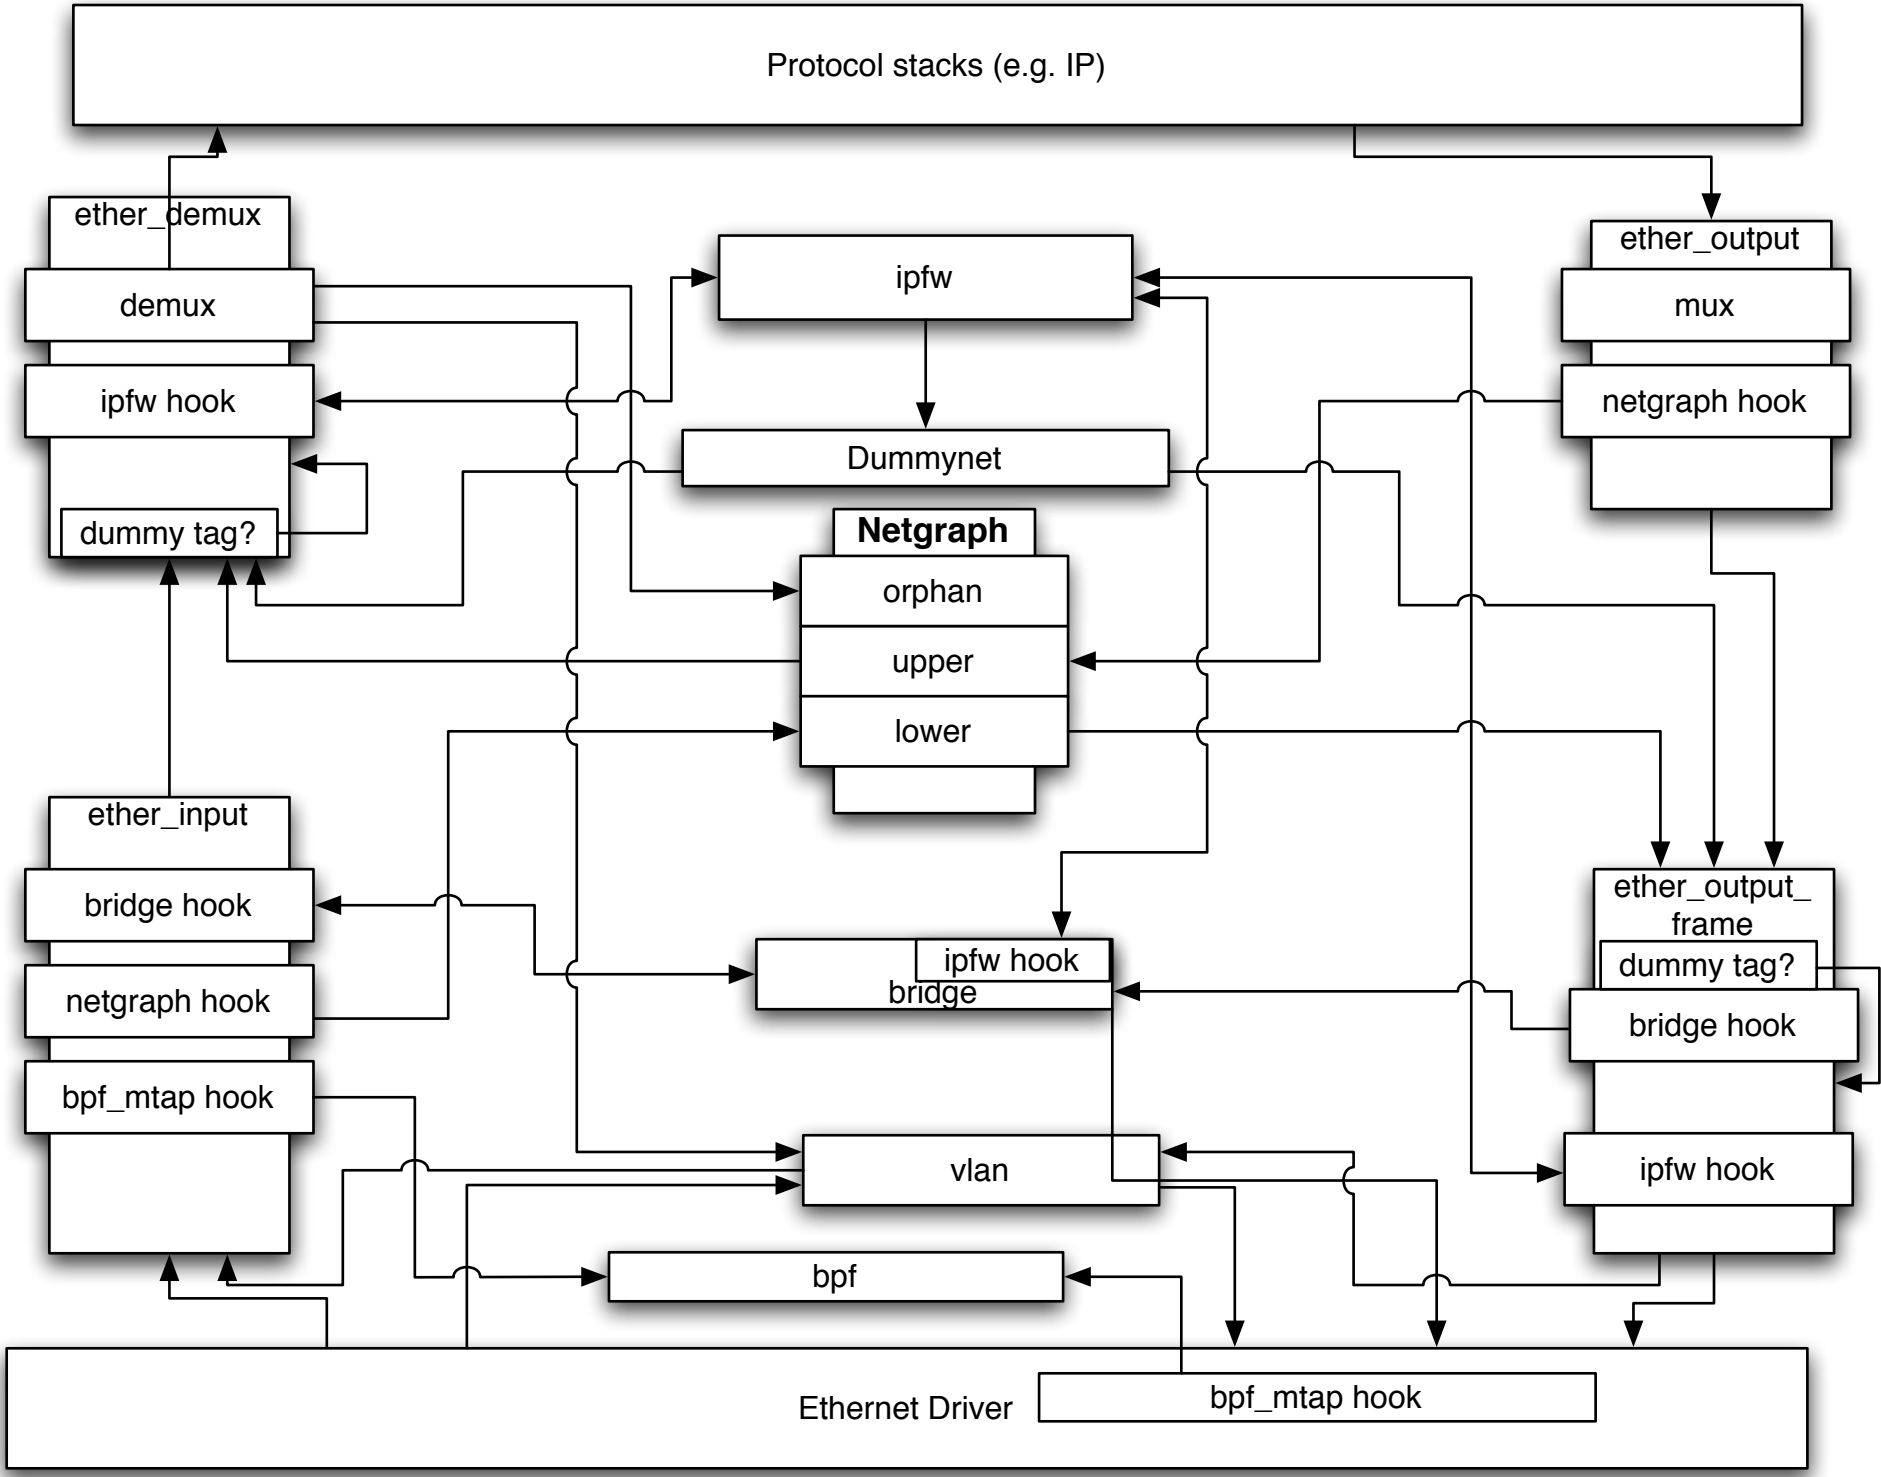 Protocol stacks (e.g. IP)
ether_demux
demux
ipfw hook
dummy tag?
ipfw
Dummynet
Netgraph
orphan
upper
lower
ether_output
mux
netgraph hook
ether_input
bridge hook
netgraph hook
bpf_mtap hook
ipfw hook
bridge
vlan
bpf
ether_output_
frame
dummy tag?
bridge hook
ipfw hook
Ethernet Driver
bpf_mtap hook